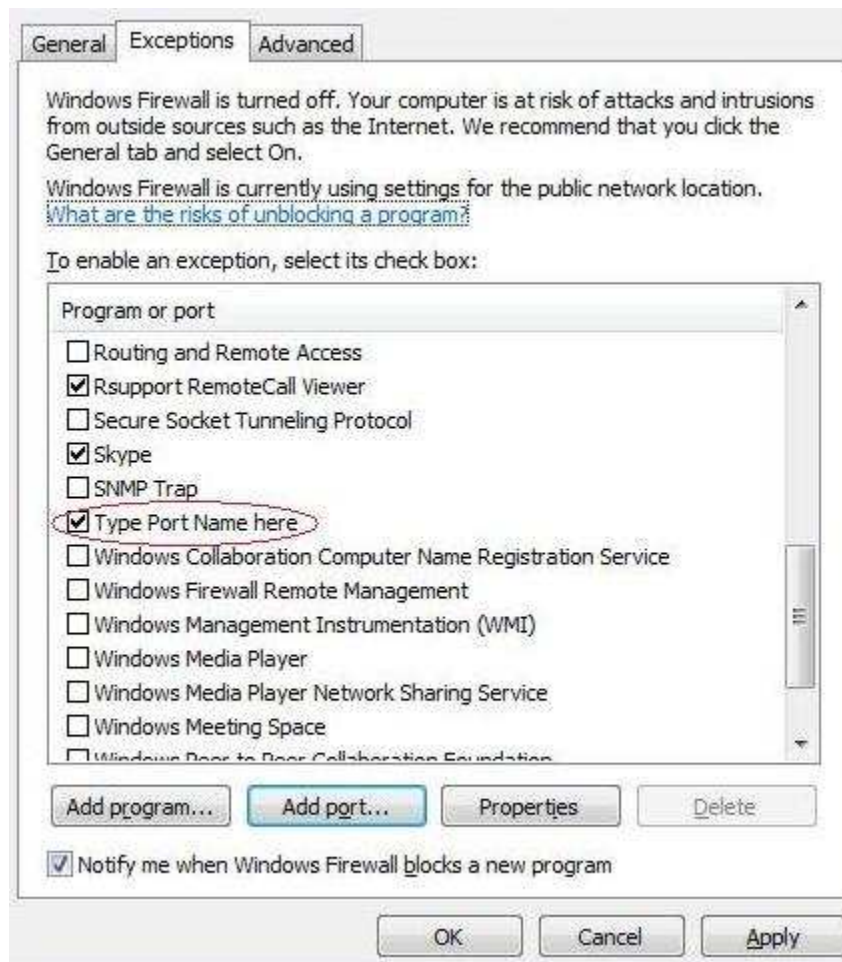 General Exceptions Advanced
Windows Firewall is turned off. Your computer is at risk of attacks and intrusions
from outside sources such as the Internet. We recommend that you click the
General tab and select On.
Windows Firewall is currently using settings for the public network location.
What are the risks of unblocking a program?
To enable an exception, select its check box:
Program or port
Routing and Remote Access
Rsupport RemoteCall Viewer
Secure Socket Tunneling Protocol
Skype
SNMP Trap
Type Port Name here
Windows Collaboration Computer Name Registration Service
Windows Firewall Remote Management
Windows Management Instrumentation (WMI)
Windows Media Player
Windows Media Player Network Sharing Service
Windows Meeting Space
Windows Peer to Peer Collaboration Foundation
Add program... Add port... Properties Delete
Notify me when Windows Firewall blocks a new program
OK Cancel Apply